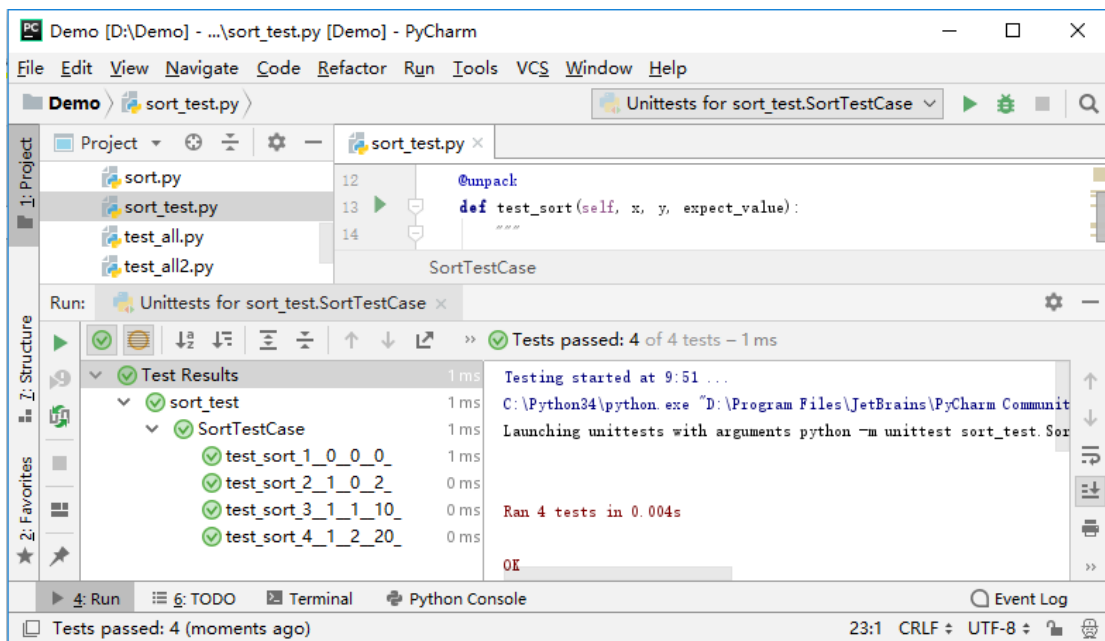 Demo [D:\Demo] - ...\sort_test.py [Demo] - PyCharm
File Edit View Navigate Code Refactor Run Tools VCS Window Help
Demo sort_test.py Unittests for sort_test.SortTestCase
1: Project
Project
sort_test.py
sort.py
sort_test.py
test_all.py
test_all2.py
12 @unpack
13 def test_sort(self, x, y, expect_value):
14 """
SortTestCase
Run: Unittests for sort_test.SortTestCase
7: Structure
2: Favorites
Tests passed: 4 of 4 tests – 1 ms
Test Results 1 ms
sort_test 1 ms
SortTestCase 1 ms
test_sort_1__0__0__0_ 1 ms
test_sort_2__1__0__2_ 0 ms
test_sort_3__1__1__10_ 0 ms
test_sort_4__1__2__20_ 0 ms
Testing started at 9:51 ...
C:\Python34\python.exe "D:\Program Files\JetBrains\PyCharm Communit
Launching unittests with arguments python -m unittest sort_test.Sor
Ran 4 tests in 0.004s
OK
4: Run 6: TODO Terminal Python Console Event Log
Tests passed: 4 (moments ago) 23:1 CRLF UTF-8